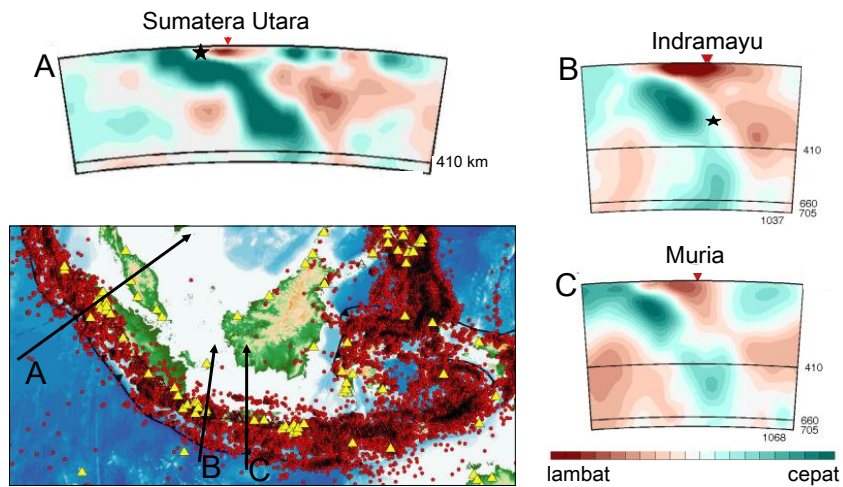 Sumatera Utara
A
410 km
Indramayu
B
410
660
705
1037
A
B
C
Muria
C
410
660
705
1068
lambat
cepat